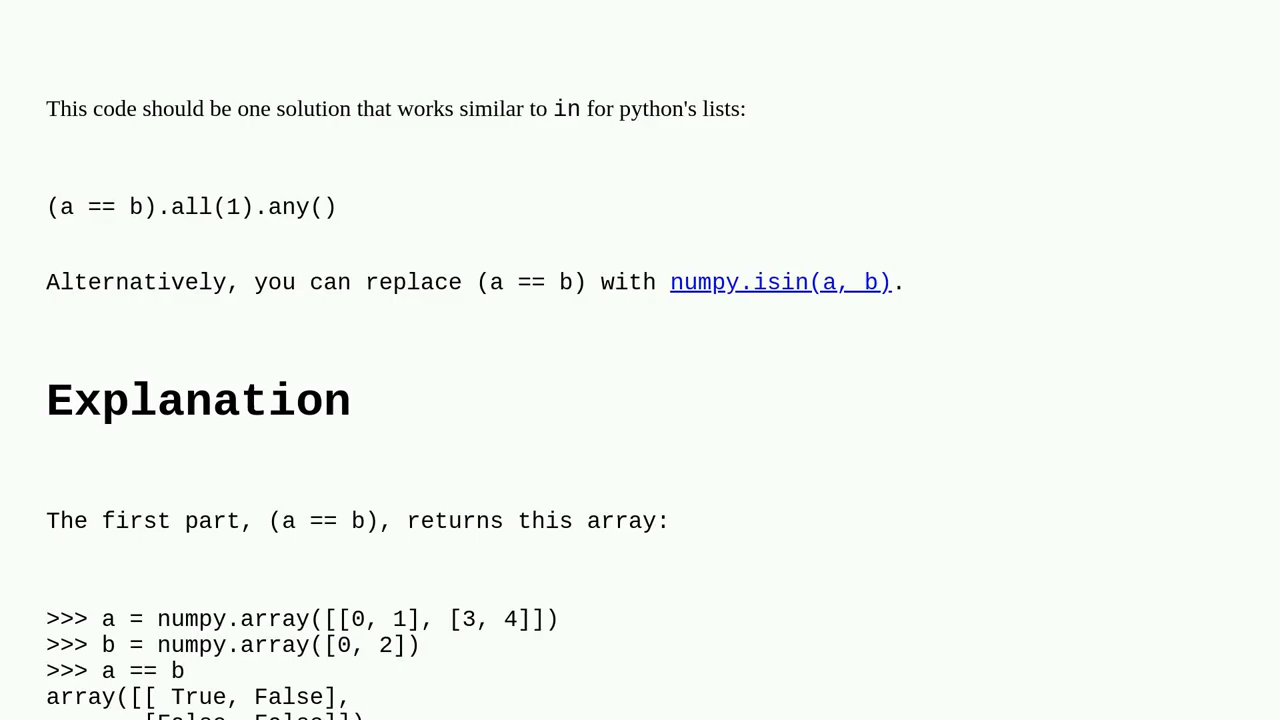 This code should be one solution that works similar to in for python's lists:
(a == b).all(1).any()
Alternatively, you can replace (a == b) with numpy.isin(a, b).
Explanation
The first part, (a == b), returns this array:
>>> a = numpy.array([[0, 1], [3, 4]])
>>> b = numpy.array([0, 2])
>>> a == b
array([[ True, False],
       [False, False]])